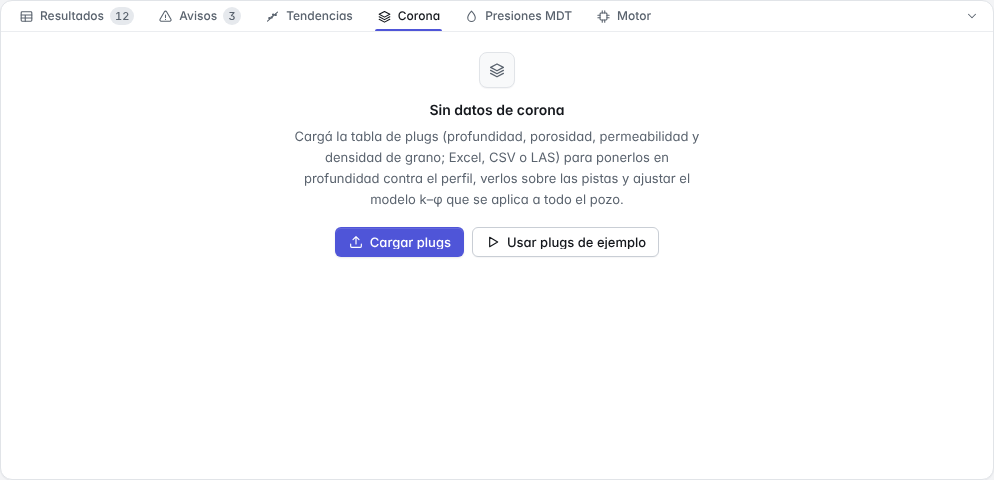 Resultados 12 Avisos 3 Tendencias Corona Presiones MDT Motor
Sin datos de corona
Cargá la tabla de plugs (profundidad, porosidad, permeabilidad y
densidad de grano; Excel, CSV o LAS) para ponerlos en
profundidad contra el perfil, verlos sobre las pistas y ajustar el
modelo k–φ que se aplica a todo el pozo.
Cargar plugs Usar plugs de ejemplo